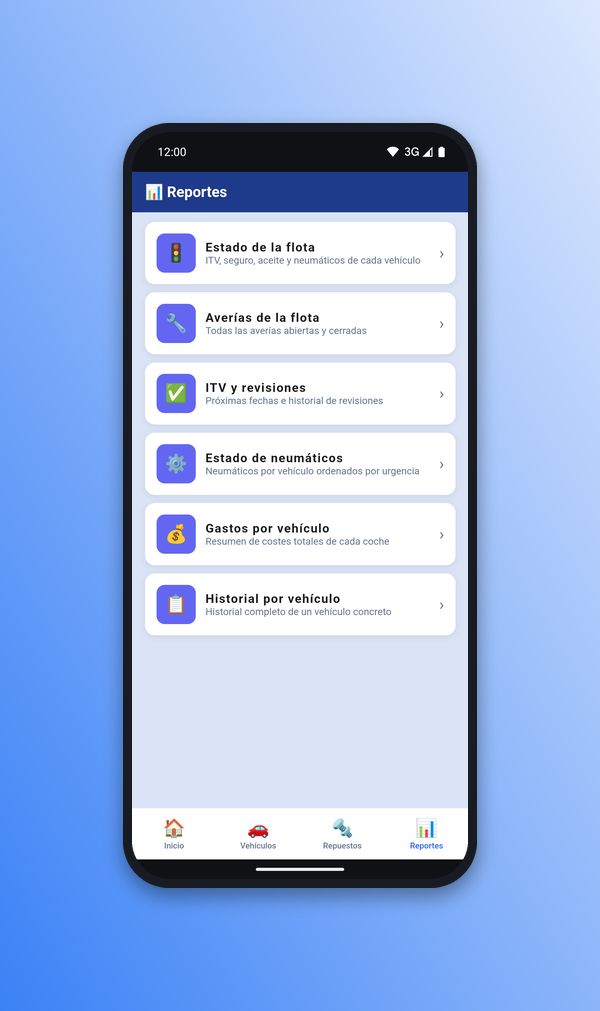 12:00
3G
Reportes
Estado de la flota
ITV, seguro, aceite y neumáticos de cada vehículo
Averías de la flota
Todas las averías abiertas y cerradas
ITV y revisiones
Próximas fechas e historial de revisiones
Estado de neumáticos
Neumáticos por vehículo ordenados por urgencia
Gastos por vehículo
Resumen de costes totales de cada coche
Historial por vehículo
Historial completo de un vehículo concreto
Inicio
Vehículos
Repuestos
Reportes